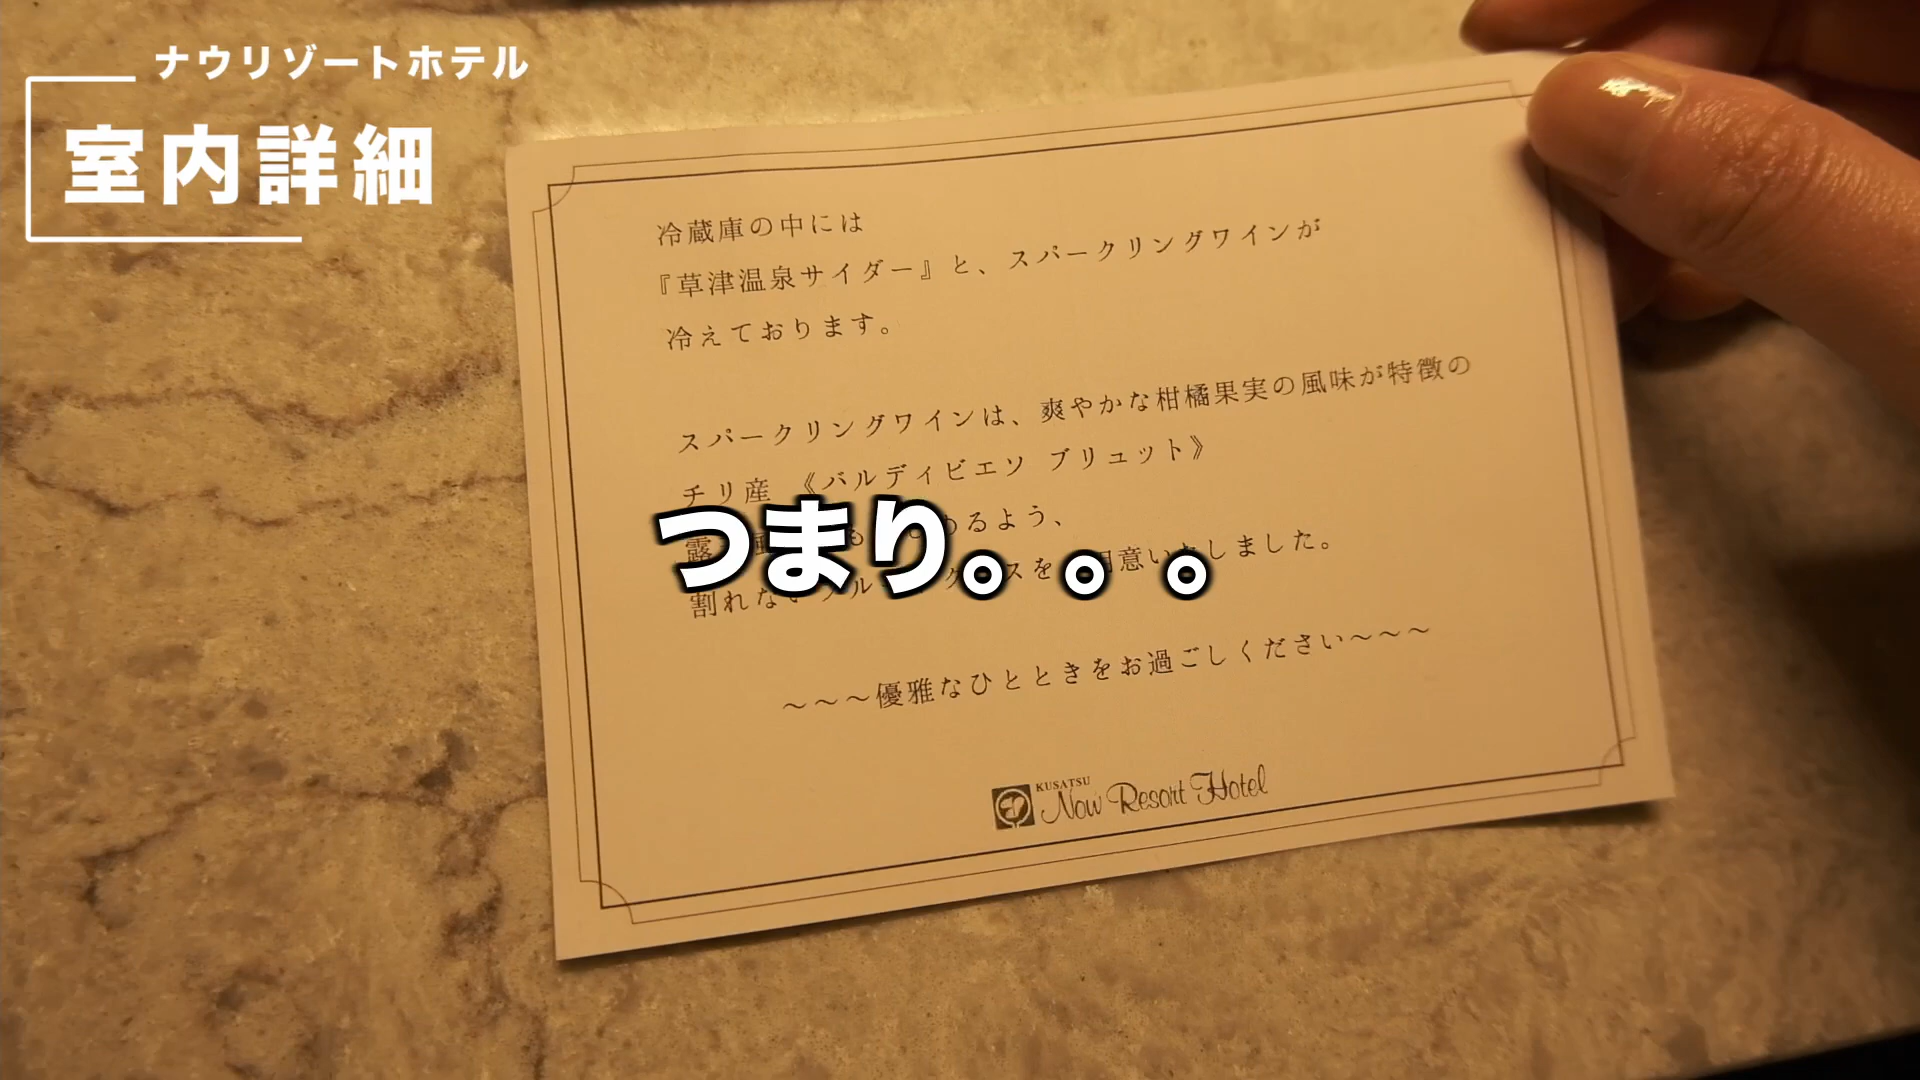 ナウリゾートホテル
室内詳細
冷蔵庫の中には
『草津温泉サイダー』と、スパークリングワインが
冷えております。
スパークリングワインは、爽やかな柑橘果実の風味が特徴の
チリ産 《バルディビエソ ブリュット》
るよう、
つまり。。。
割れない しました。
~~~優雅なひとときをお過ごしください~~~
KUSATSU
Now Resort Hotel